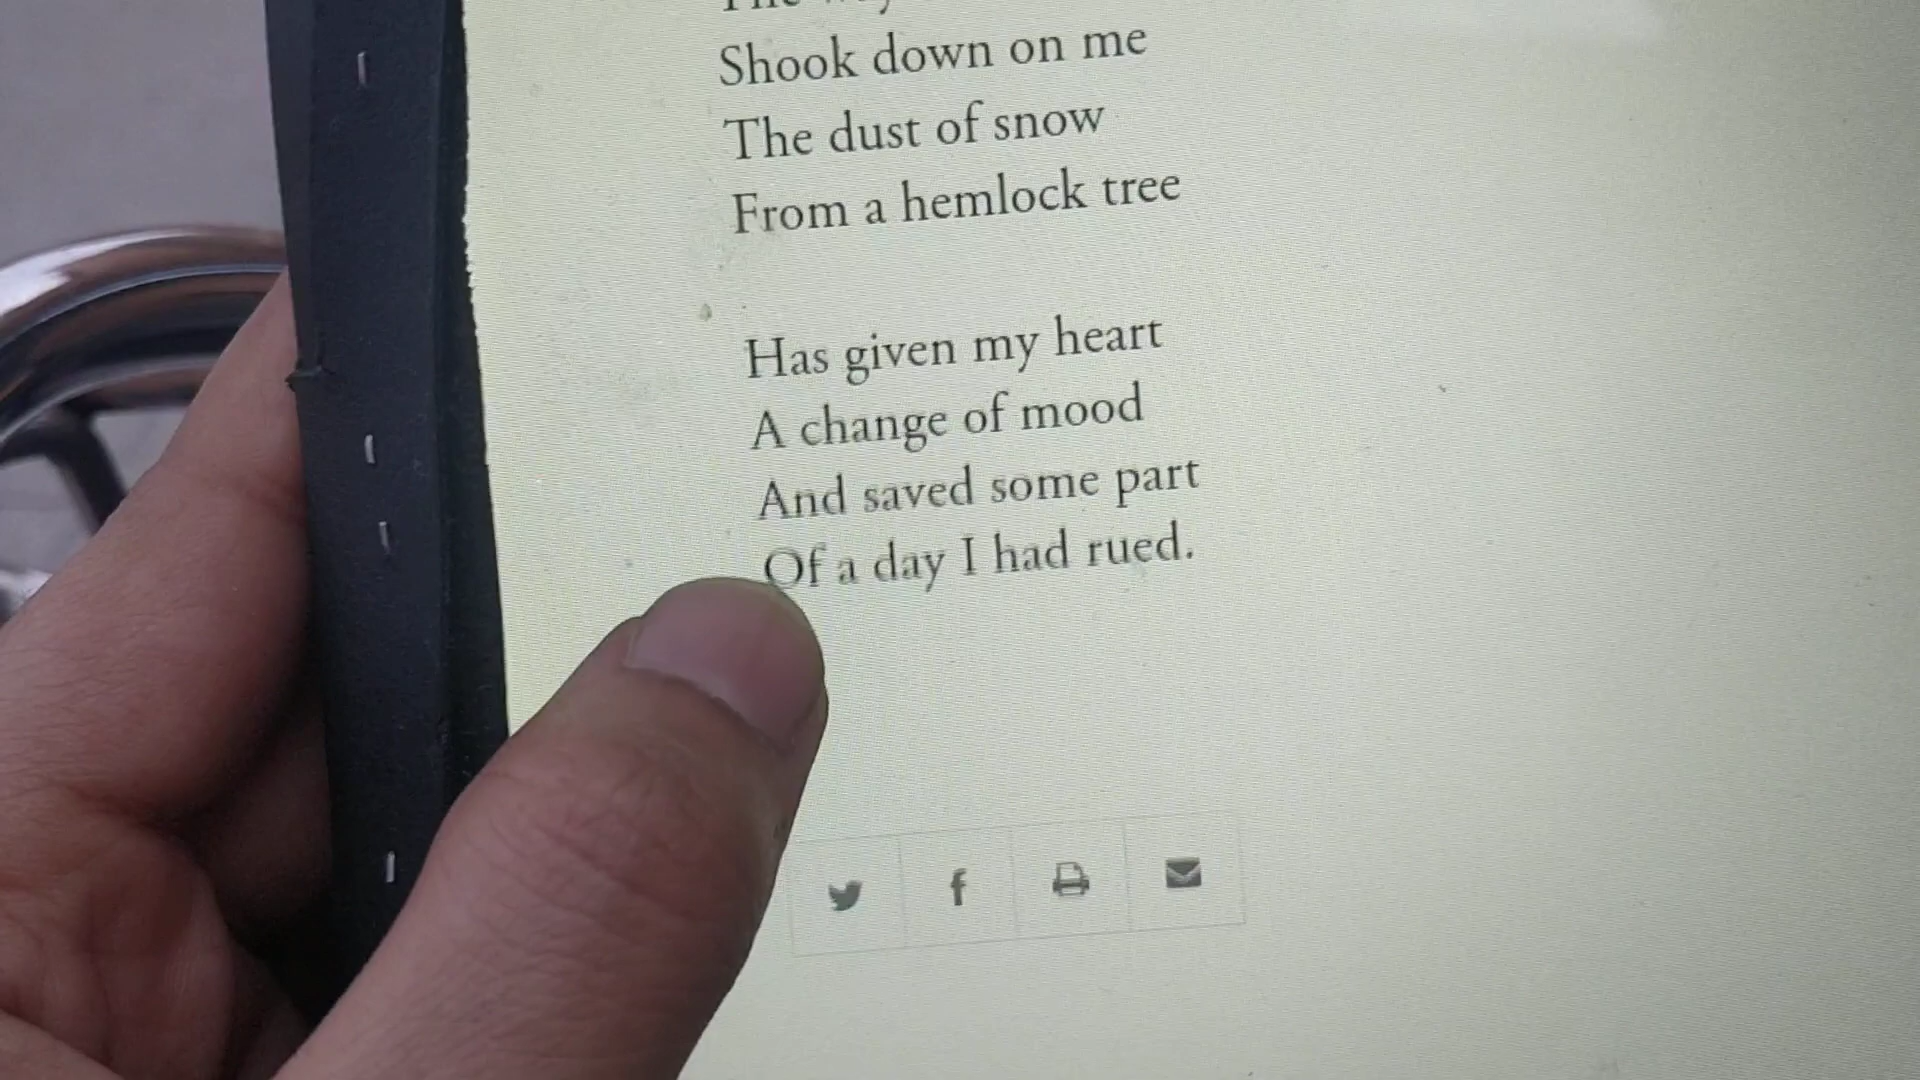 Shook down on me
The dust of snow
From a hemlock tree
Has given my heart
A change of mood
And saved some part
Of a day I had rued.